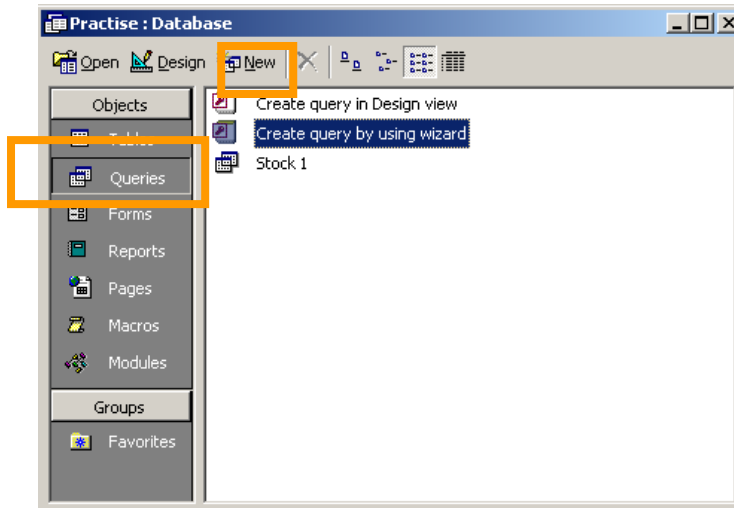 Practise : Database
Open Design New
Objects
Create query in Design view
Tables
Create query by using wizard
Queries
Stock 1
Forms
Reports
Pages
Macros
Modules
Groups
Favorites